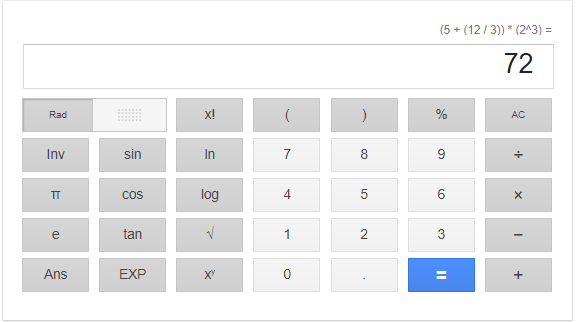 (5 + (12 / 3)) * (2^3) =
72
Rad x! ( ) % AC
Inv sin ln 7 8 9 ÷
π cos log 4 5 6 ×
e tan √ 1 2 3 −
Ans EXP xʸ 0 . = +